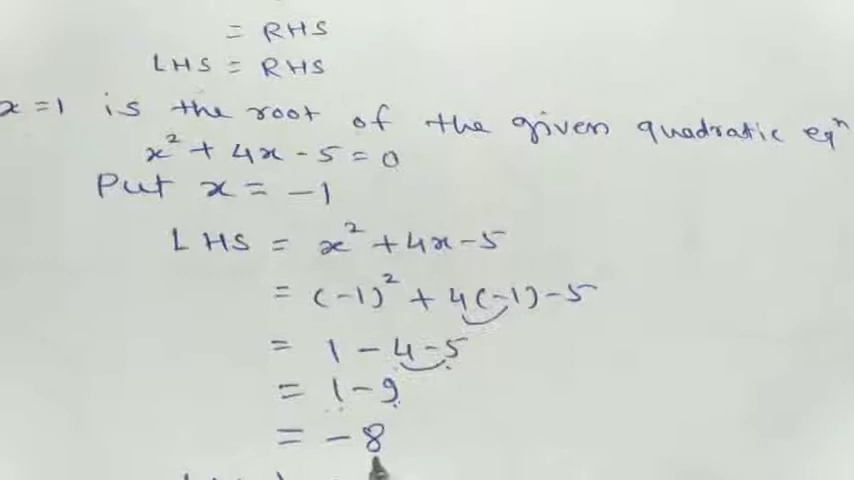 = RHS
LHS = RHS
x = 1 is the root of the given quadratic eqⁿ
x² + 4x - 5 = 0
Put x = -1
LHS = x² + 4x - 5
= (-1)² + 4(-1) - 5
= 1 - 4 - 5
= 1 - 9
= -8